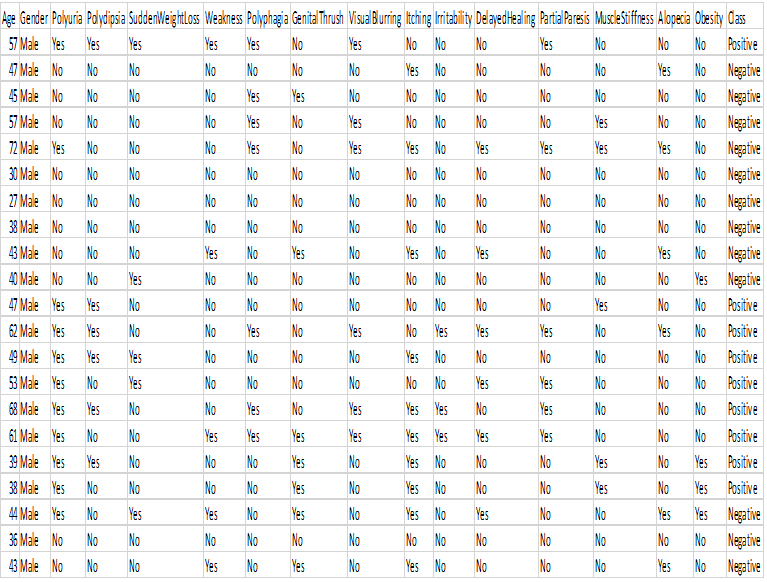 Age Gender Polyuria Polydipsia SuddenWeightLoss Weakness Polyphagia GenitalThrush VisualBlurring Itching Irritability DelayedHealing PartialParesis MuscleStiffness Alopecia Obesity Class
57 Male Yes Yes Yes Yes Yes No Yes No No No Yes No No No Positive
47 Male No No No No No No No Yes No No No No Yes No Negative
45 Male No No No No Yes Yes No No No No No No No No Negative
57 Male No No No No Yes No Yes No No No No Yes No No Negative
72 Male Yes No No No Yes No Yes Yes No Yes Yes Yes Yes No Negative
30 Male No No No No No No No No No No No No No No Negative
27 Male No No No No No No No No No No No No No No Negative
38 Male No No No No No No No No No No No No No No Negative
43 Male No No No Yes No Yes No Yes No Yes No No Yes No Negative
40 Male No No Yes No No No No No No No No No No Yes Negative
47 Male Yes Yes No No No No No No No No No Yes No No Positive
62 Male Yes Yes No No Yes No Yes No Yes Yes Yes No Yes No Positive
49 Male Yes Yes Yes No No No No Yes No No No No No No Positive
53 Male Yes No Yes No No No No No No Yes Yes No No No Positive
68 Male Yes Yes No No Yes No Yes Yes Yes No Yes No No No Positive
61 Male Yes No No Yes Yes Yes Yes Yes Yes Yes Yes No No No Positive
39 Male Yes Yes No No No Yes No Yes No No No Yes No Yes Positive
38 Male Yes No No No No Yes No Yes No No No Yes No Yes Positive
44 Male Yes No Yes Yes No Yes No Yes No Yes No No Yes Yes Negative
36 Male No No No No No No No No No No No No No No Negative
43 Male No No No Yes No Yes No Yes No No No No Yes No Negative